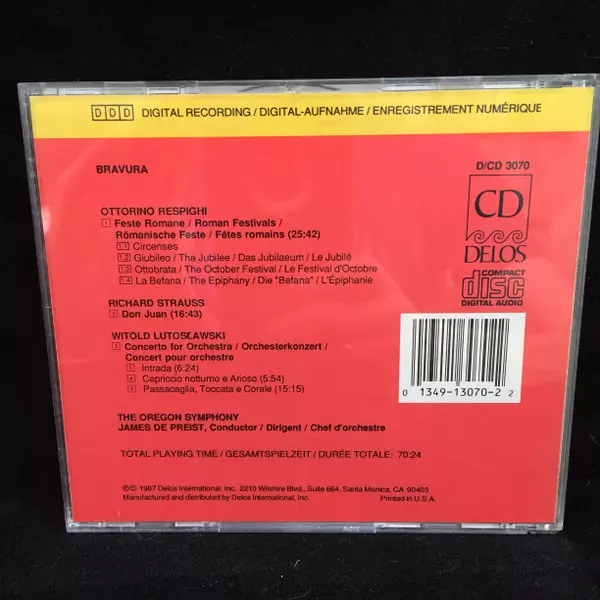 DDD DIGITAL RECORDING / DIGITAL-AUFNAHME / ENREGISTREMENT NUMÉRIQUE
BRAVURA
D/CD 3070
CD
DELOS
COMPACT
disc
DIGITAL AUDIO
OTTORINO RESPIGHI
1 Feste Romane / Roman Festivals /
Römanische Feste / Fêtes romains (25:42)
1.1 Circenses
1.2 Giubileo / The Jubilee / Das Jubilaeum / Le Jubilé
1.3 Ottobrata / The October Festival / Le Festival d'Octobre
1.4 La Befana / The Epiphany / Die "Befana" / L'Épiphanie
RICHARD STRAUSS
2 Don Juan (16:43)
WITOLD LUTOSŁAWSKI
Concerto for Orchestra / Orchesterkonzert /
Concert pour orchestre
3 Intrada (6:24)
4 Capriccio notturno e Arioso (5:54)
5 Passacaglia, Toccata e Corale (15:15)
0 1349-13070-2 2
THE OREGON SYMPHONY
JAMES DE PREIST, Conductor / Dirigent / Chef d'orchestre
TOTAL PLAYING TIME / GESAMTSPIELZEIT / DURÉE TOTALE: 70:24
℗© 1987 Delos International, Inc. 2210 Wilshire Blvd., Suite 664, Santa Monica, CA 90403
Manufactured and distributed by Delos International, Inc.
Printed in U.S.A.